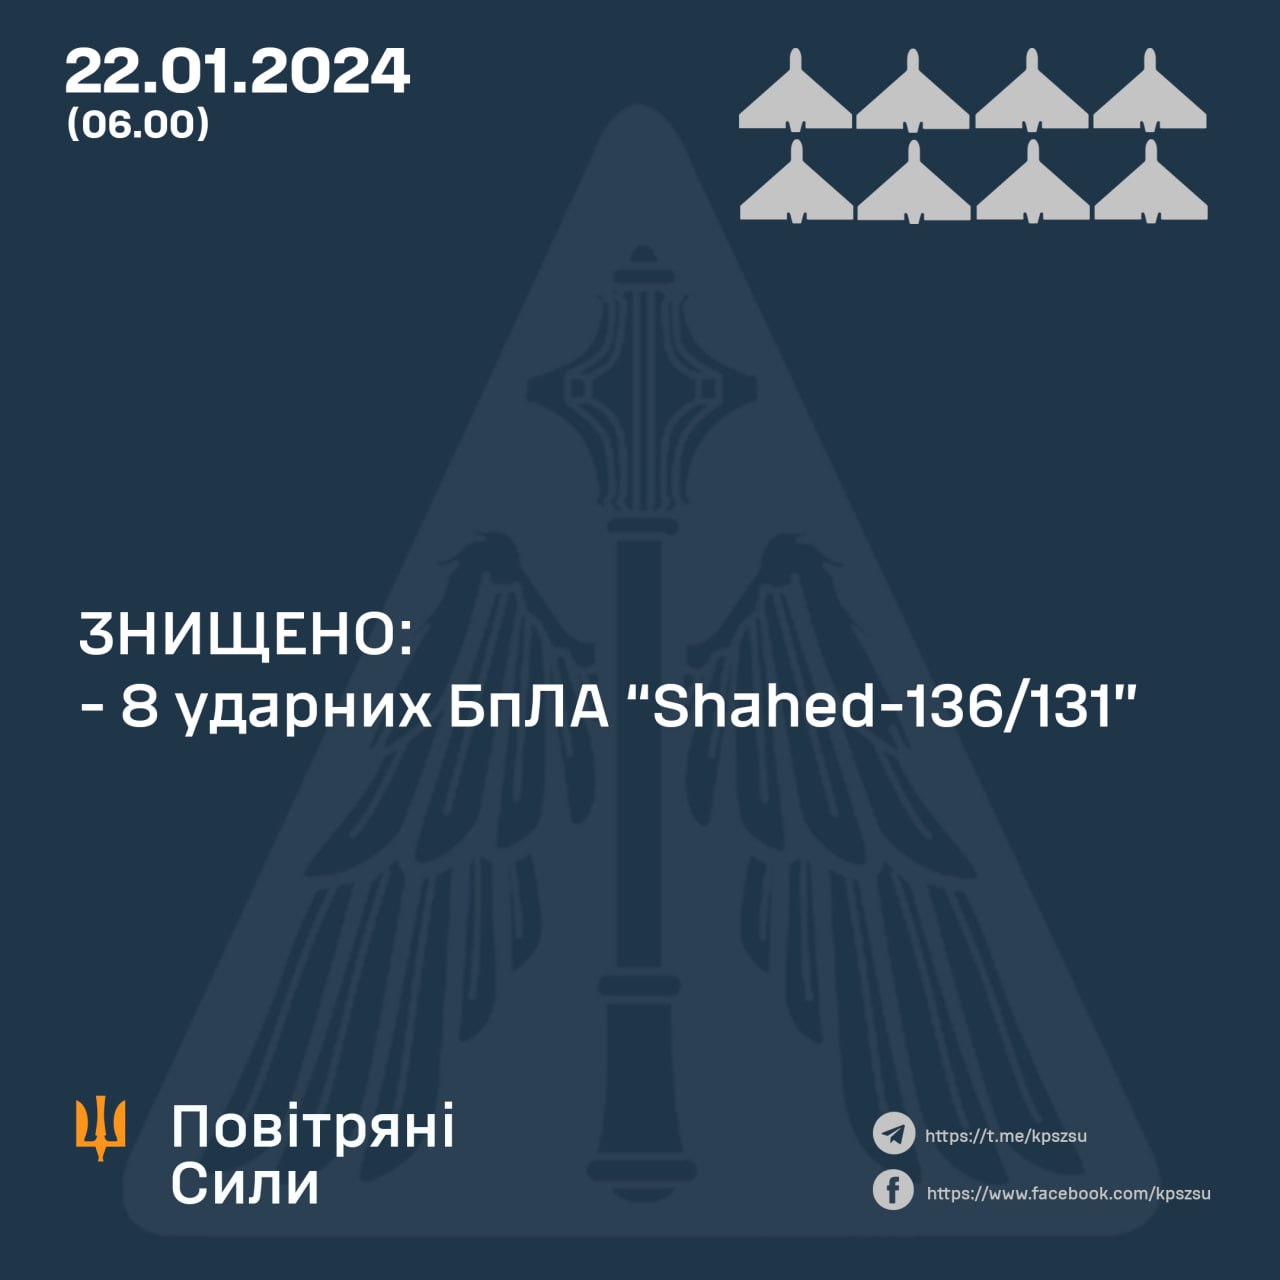 22.01.2024
(06.00)
ЗНИЩЕНО:
- 8 ударних БпЛА “Shahed-136/131”
Повітряні
Сили
https://t.me/kpszsu
https://www.facebook.com/kpszsu